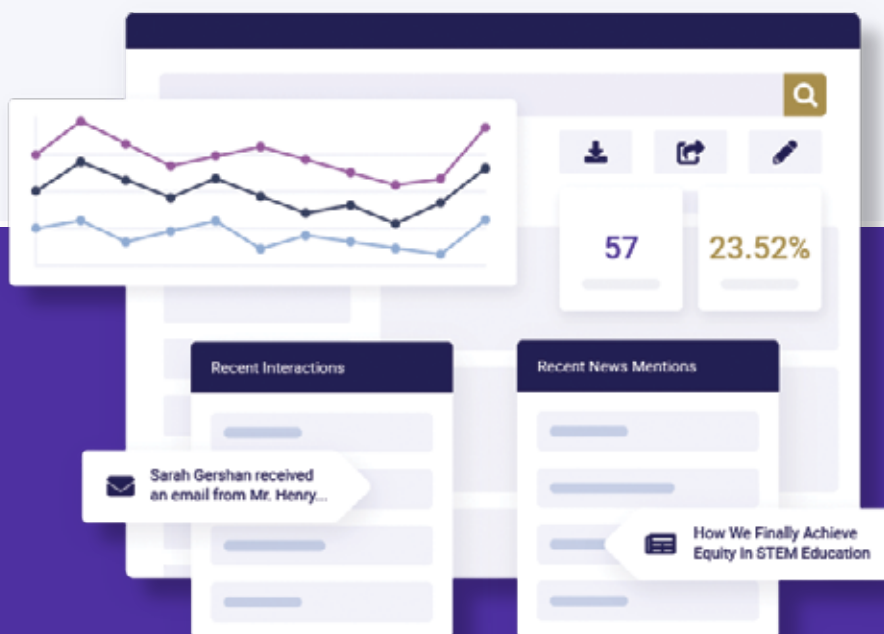 57
23.52%
Recent Interactions
Recent News Mentions
Sarah Gershan received
an email from Mr. Henry...
How We Finally Achieve
Equity in STEM Education